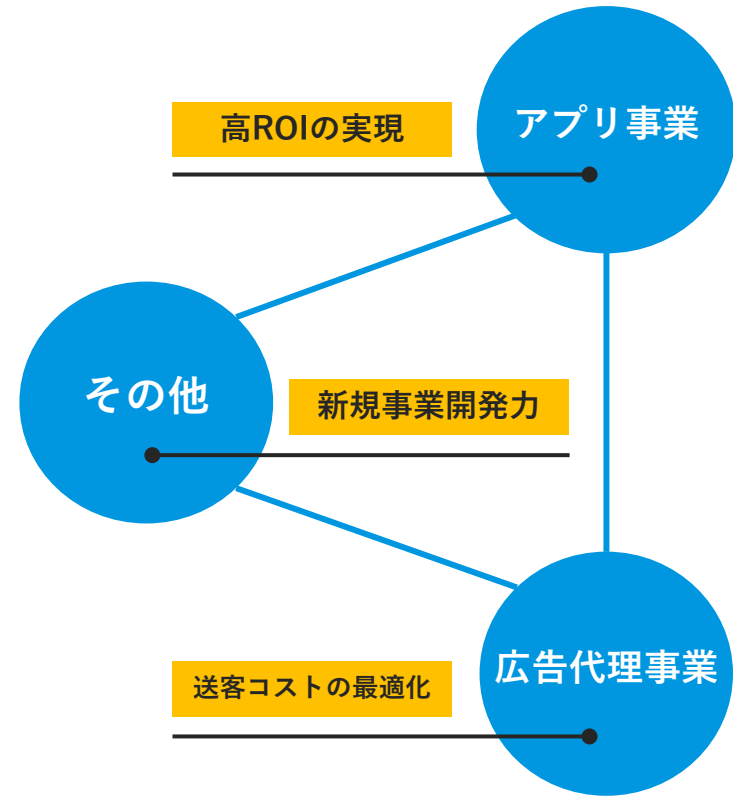 高ROIの実現
アプリ事業
その他
新規事業開発力
送客コストの最適化
広告代理事業